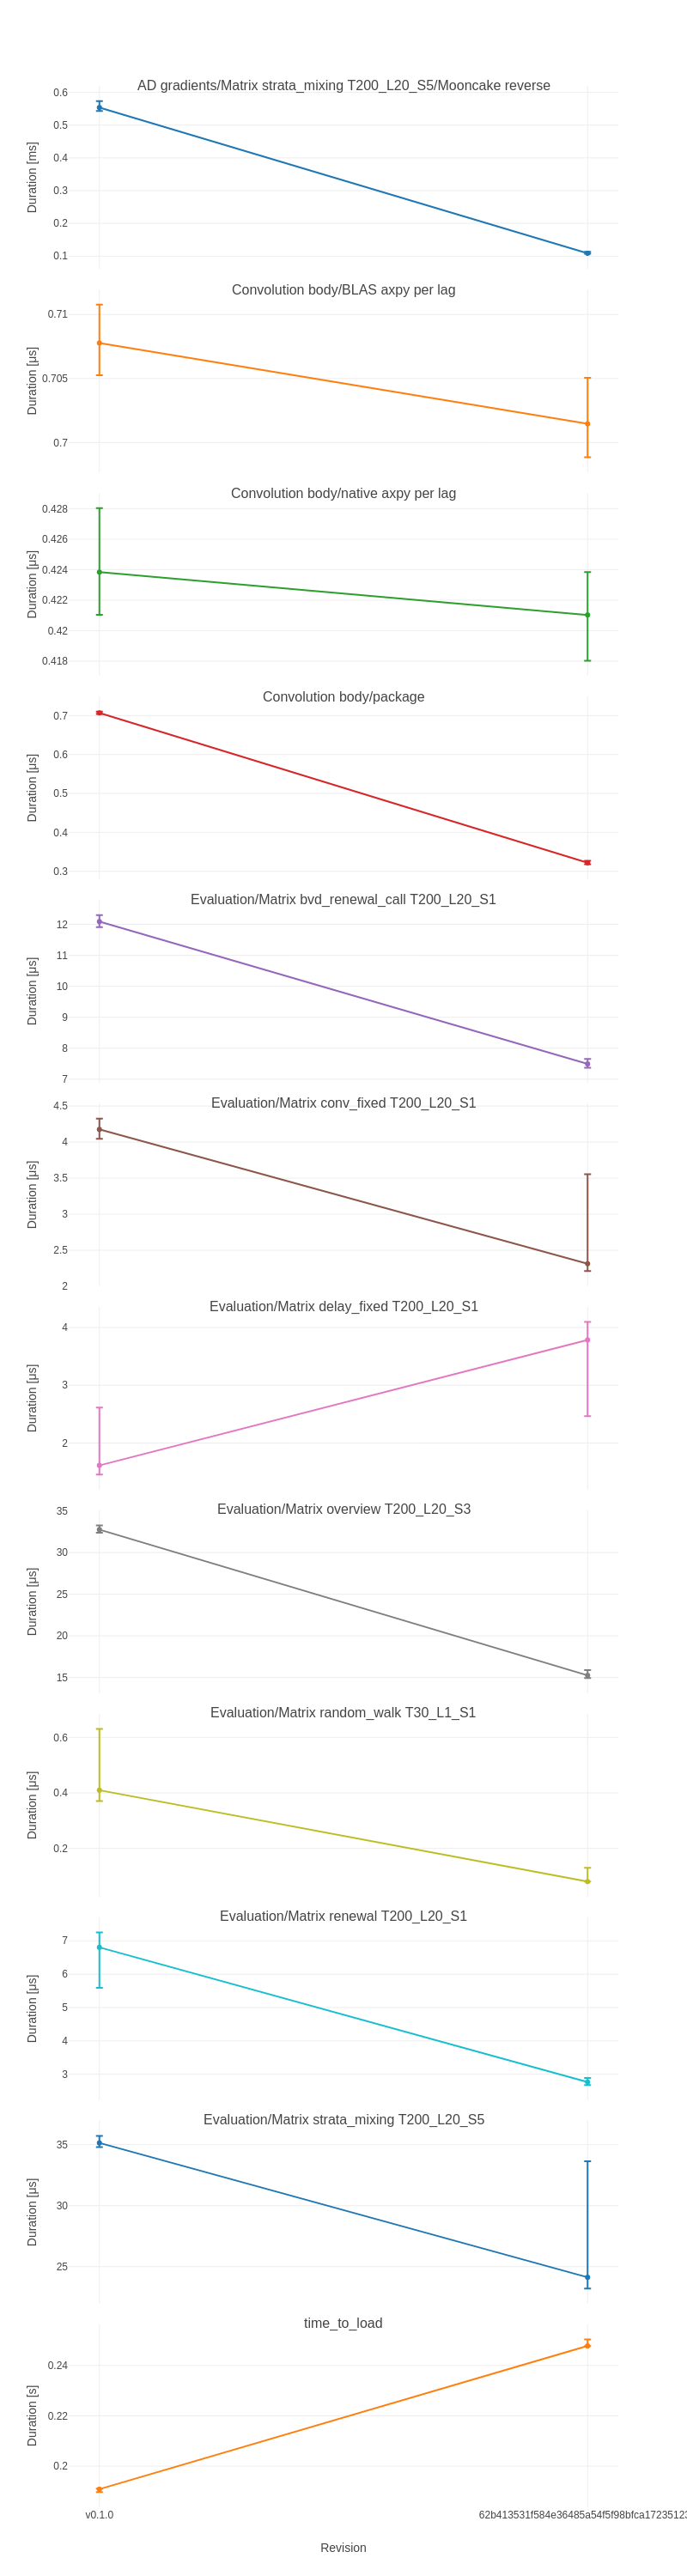 AD gradients/Matrix strata_mixing T200_L20_S5/Mooncake reverse
0.6
0.5
0.4
0.3
0.2
0.1
Duration [ms]
Convolution body/BLAS axpy per lag
0.71
0.705
0.7
Duration [μs]
Convolution body/native axpy per lag
0.428
0.426
0.424
0.422
0.42
0.418
Duration [μs]
Convolution body/package
0.7
0.6
0.5
0.4
0.3
Duration [μs]
Evaluation/Matrix bvd_renewal_call T200_L20_S1
12
11
10
9
8
7
Duration [μs]
Evaluation/Matrix conv_fixed T200_L20_S1
4.5
4
3.5
3
2.5
2
Duration [μs]
Evaluation/Matrix delay_fixed T200_L20_S1
4
3
2
Duration [μs]
Evaluation/Matrix overview T200_L20_S3
35
30
25
20
15
Duration [μs]
Evaluation/Matrix random_walk T30_L1_S1
0.6
0.4
0.2
Duration [μs]
Evaluation/Matrix renewal T200_L20_S1
7
6
5
4
3
Duration [μs]
Evaluation/Matrix strata_mixing T200_L20_S5
35
30
25
Duration [μs]
time_to_load
0.24
0.22
0.2
Duration [s]
v0.1.0
62b413531f584e36485a54f5f98bfca17235123
Revision